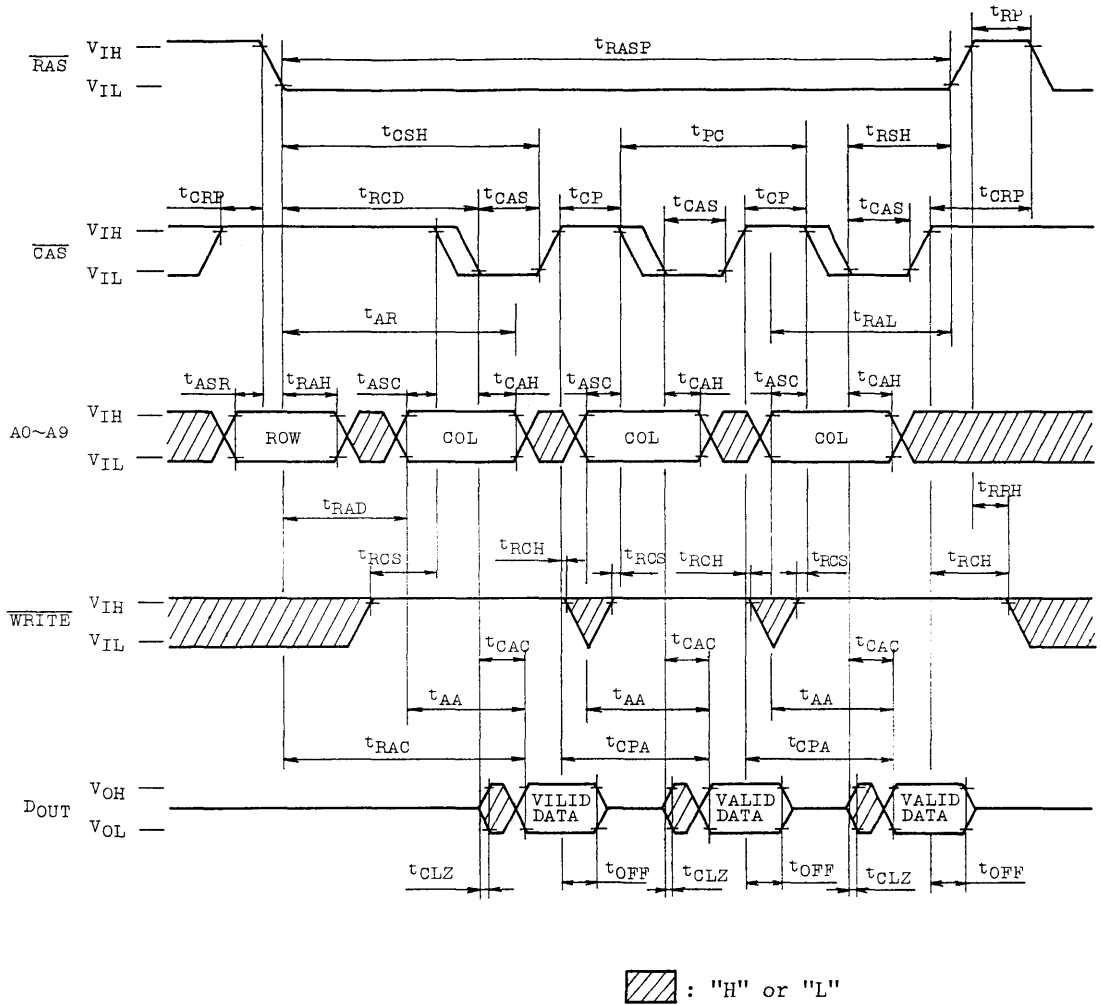 tRP
RAS VIH VIL
tRASP
tCSH tPC tRSH
tCRP tRCD tCAS tCP tCAS tCP tCAS tCRP
CAS VIH VIL
tAR tRAL
tASR tRAH tASC tCAH tASC tCAH tASC tCAH
A0~A9 VIH VIL
ROW COL COL COL
tRAD tRRH
tRCS tRCH tRCS tRCH tRCS tRCH
WRITE VIH VIL
tCAC tCAC tCAC
tAA tAA tAA
tRAC tCPA tCPA
DOUT VOH VOL
VILID DATA
VALID DATA
VALID DATA
tCLZ tOFF tCLZ tOFF tCLZ tOFF
: "H" or "L"